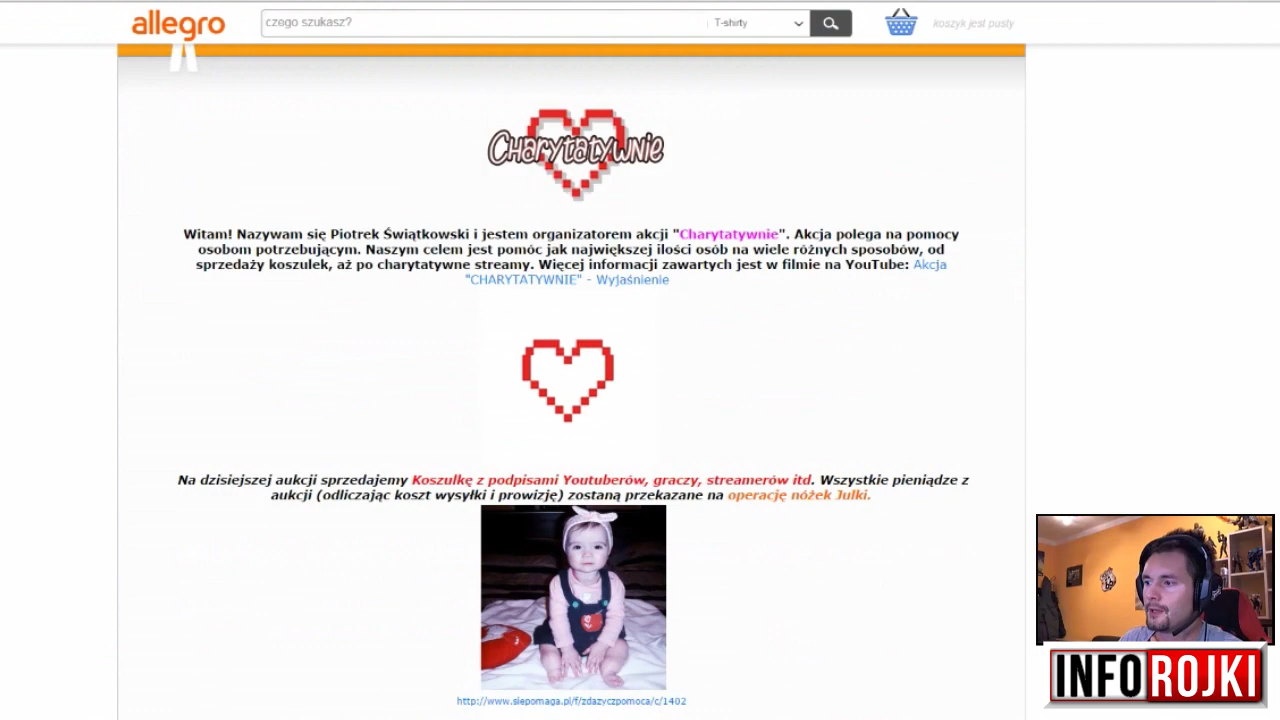 allegro
czego szukasz?
T-shirty
koszyk jest pusty
Charytatywnie
Witam! Nazywam się Piotrek Świątkowski i jestem organizatorem akcji "Charytatywnie". Akcja polega na pomocy
osobom potrzebującym. Naszym celem jest pomóc jak największej ilości osób na wiele różnych sposobów, od
sprzedaży koszulek, aż po charytatywne streamy. Więcej informacji zawartych jest w filmie na YouTube: Akcja
"CHARYTATYWNIE" - Wyjaśnienie
Na dzisiejszej aukcji sprzedajemy Koszulkę z podpisami Youtuberów, graczy, streamerów itd. Wszystkie pieniądze z
aukcji (odliczając koszt wysyłki i prowizję) zostaną przekazane na operację nóżek Julki.
http://www.siepomaga.pl/f/zdazyczpomoca/c/1402
INFO ROJKI